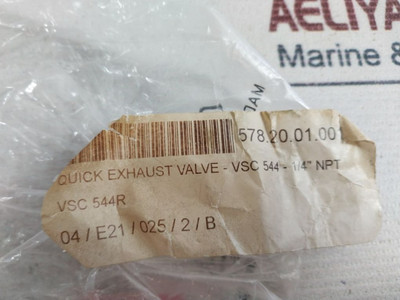 AELIYA
Marine &
578.20.01.001
QUICK EXHAUST VALVE - VSC 544 - 1/4" NPT
VSC 544R
04 / E21 / 025 / 2 / B